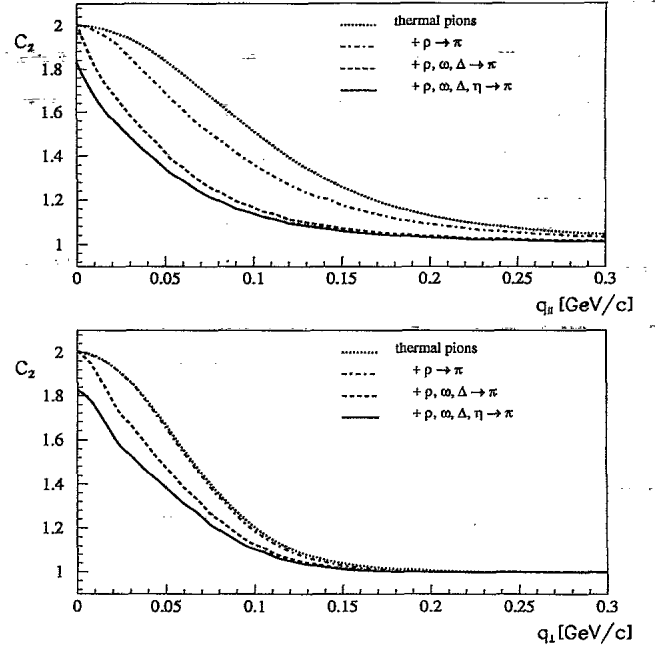 C₂
2
1.8
1.6
1.4
1.2
1
thermal pions
+ ρ → π
+ ρ, ω, Δ → π
+ ρ, ω, Δ, η → π
0
0.05
0.1
0.15
0.2
0.25
0.3
q∥ [GeV/c]
C₂
2
1.8
1.6
1.4
1.2
1
thermal pions
+ ρ → π
+ ρ, ω, Δ → π
+ ρ, ω, Δ, η → π
0
0.05
0.1
0.15
0.2
0.25
0.3
q⊥ [GeV/c]